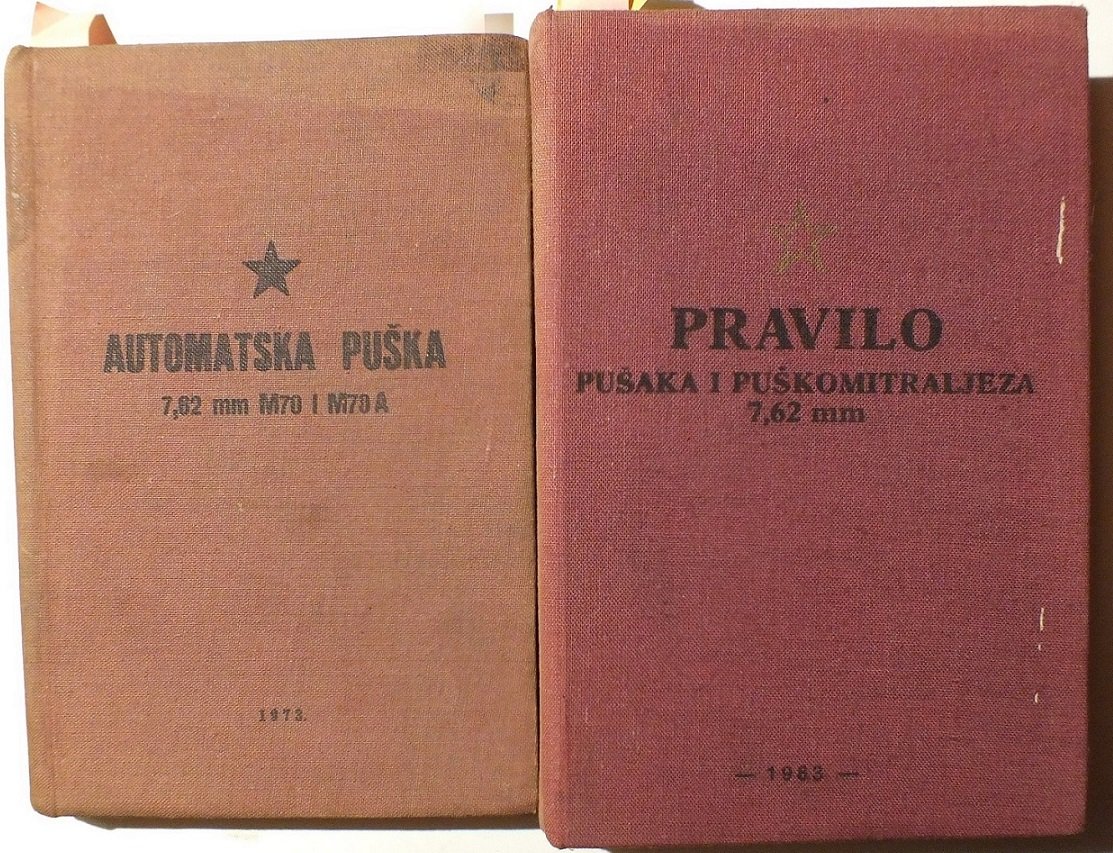 AUTOMATSKA PUŠKA
7,62 mm M70 I M70 A
1973.
PRAVILO
PUŠAKA I PUŠKOMITRALJEZA
7,62 mm
— 1983 —